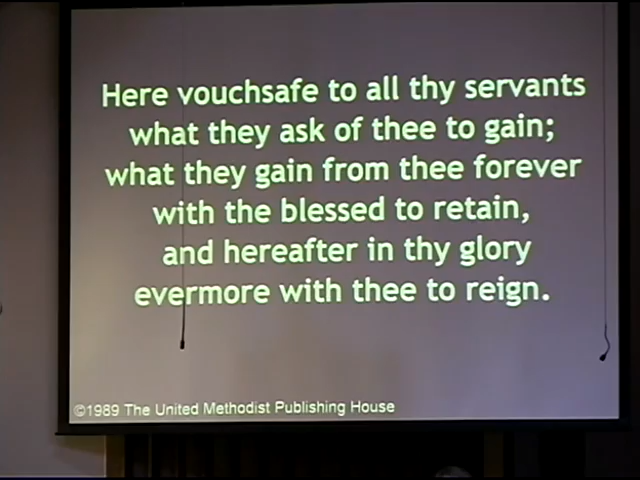 Here vouchsafe to all thy servants
what they ask of thee to gain;
what they gain from thee forever
with the blessed to retain,
and hereafter in thy glory
evermore with thee to reign.
©1989 The United Methodist Publishing House